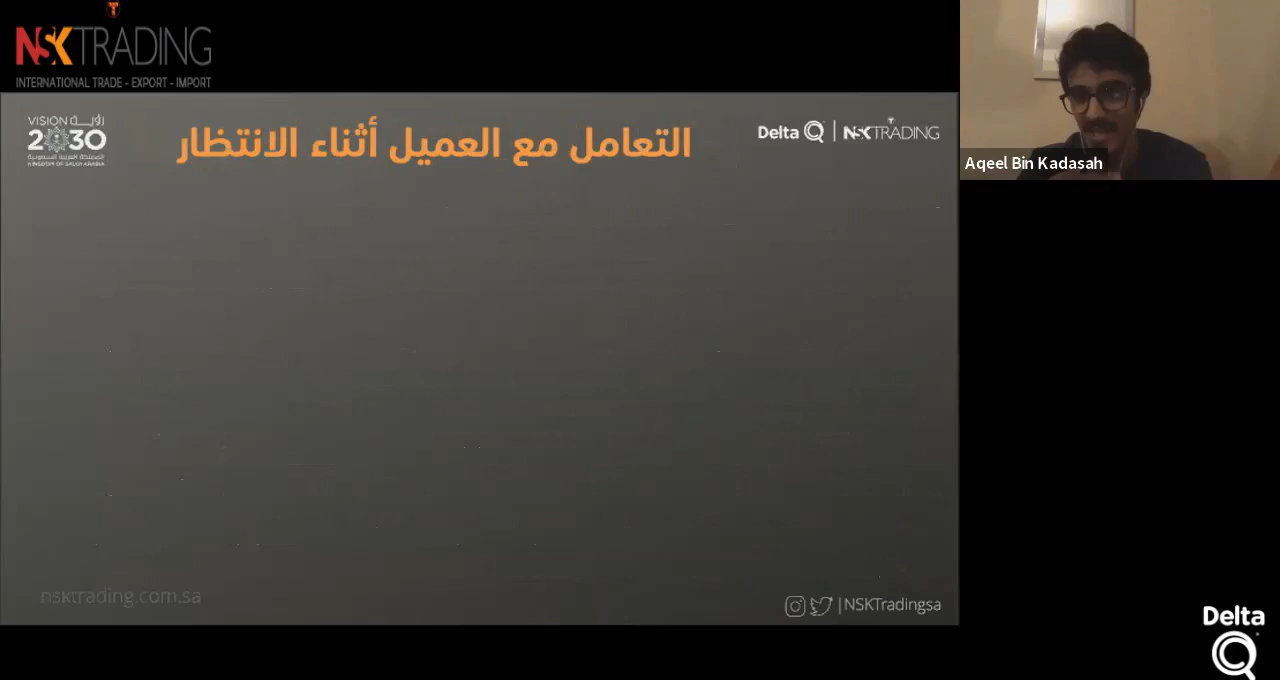 NSKTRADING
INTERNATIONAL TRADE - EXPORT - IMPORT
VISION رؤية
2030
المملكة العربية السعودية
KINGDOM OF SAUDI ARABIA
التعامل مع العميل أثناء الانتظار
Delta Q | NSKTRADING
Aqeel Bin Kadasah
nsktrading.com.sa
|NSKTradingsa
Delta
Q